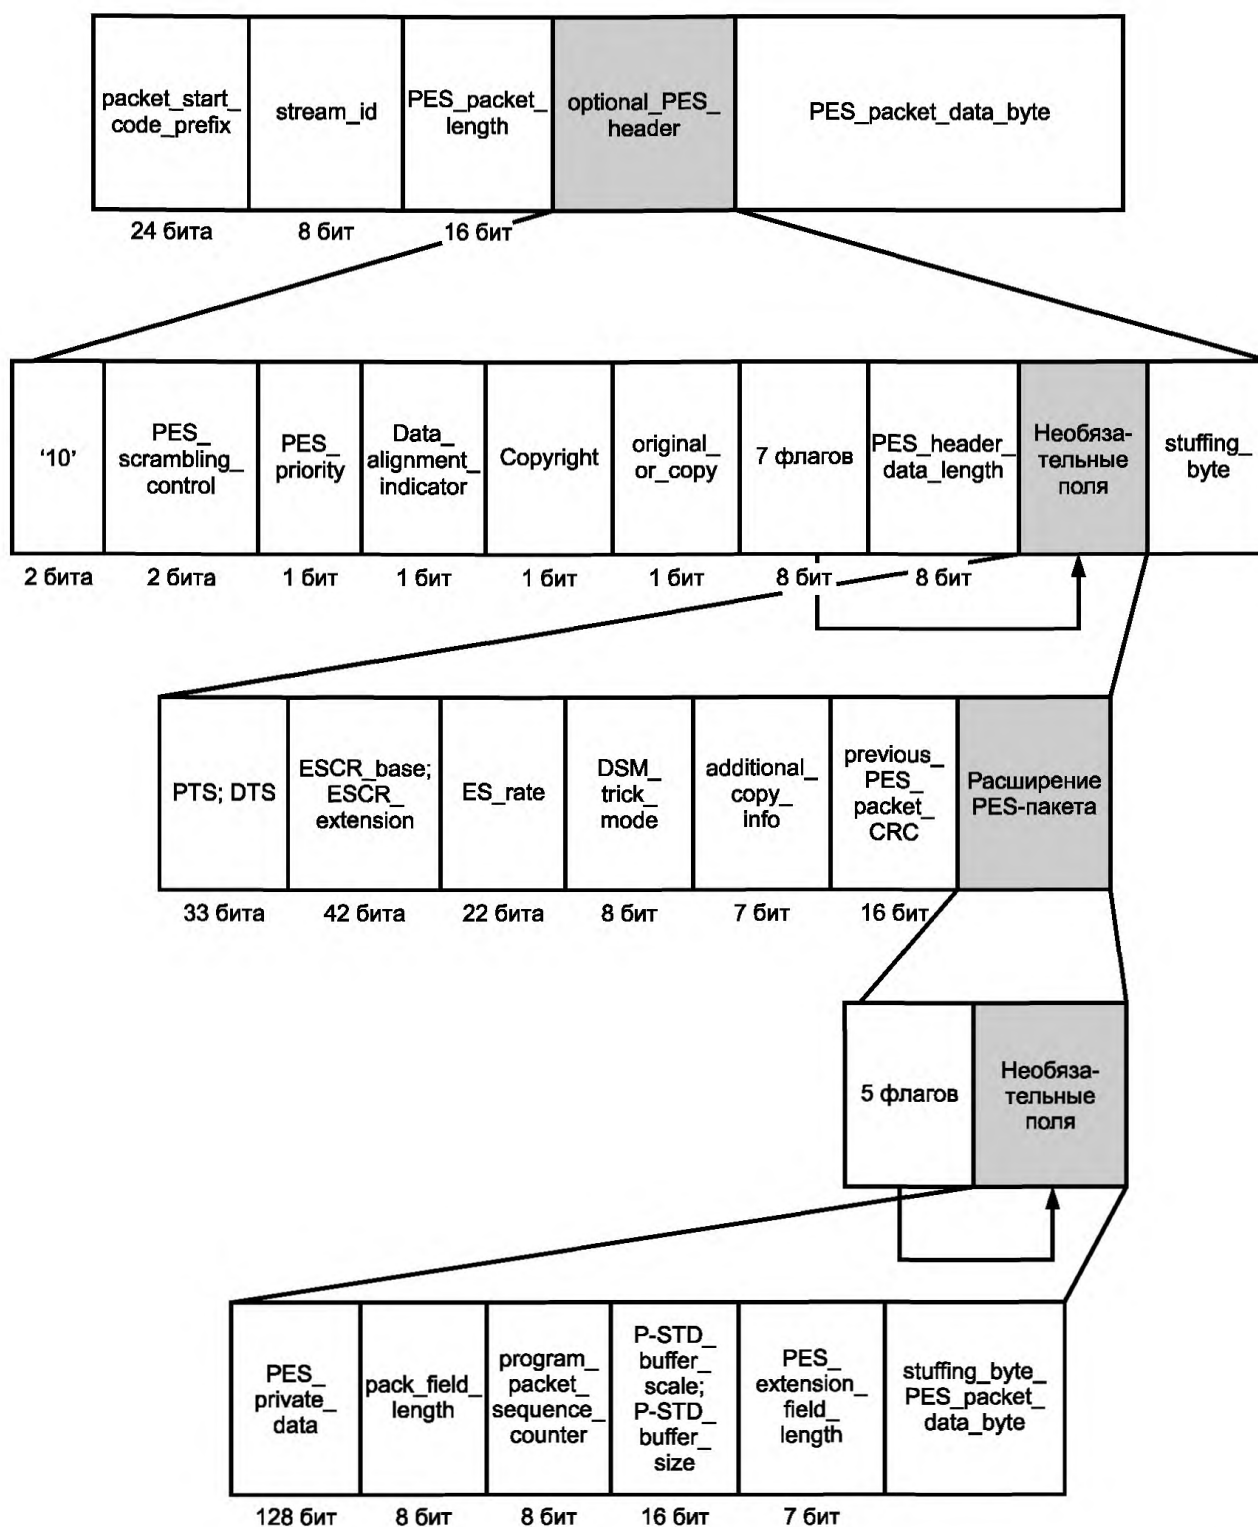 packet_start_
code_prefix
stream_id
PES_packet_
length
optional_PES_
header
PES_packet_data_byte
24 бита
8 бит
16 бит
‘10’
PES_
scrambling_
control
PES_
priority
Data_
alignment_
indicator
Copyright
original_
or_copy
7 флагов
PES_header_
data_length
Необяза-
тельные
поля
stuffing_
byte
2 бита
2 бита
1 бит
1 бит
1 бит
1 бит
8 бит
8 бит
PTS; DTS
ESCR_base;
ESCR_
extension
ES_rate
DSM_
trick_
mode
additional_
copy_
info
previous_
PES_
packet_
CRC
Расширение
PES-пакета
33 бита
42 бита
22 бита
8 бит
7 бит
16 бит
5 флагов
Необяза-
тельные
поля
PES_
private_
data
pack_field_
length
program_
packet_
sequence_
counter
P-STD_
buffer_
scale;
P-STD_
buffer_
size
PES_
extension_
field_
length
stuffing_byte_
PES_packet_
data_byte
128 бит
8 бит
8 бит
16 бит
7 бит